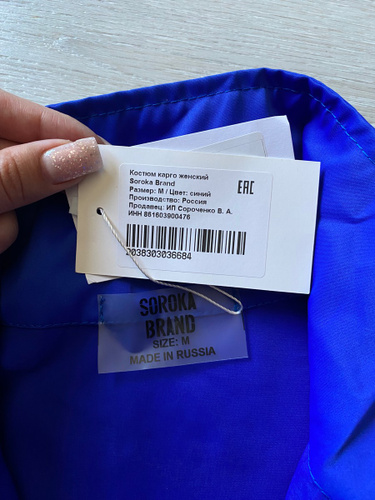 Костюм карго женский
Soroka Brand
Размер: M / Цвет: синий
Производство: Россия
Продавец: ИП Сороченко В. А.
ИНН 881603900476
EAC
2038303036684
SOROKA
BRAND
SIZE: M
MADE IN RUSSIA